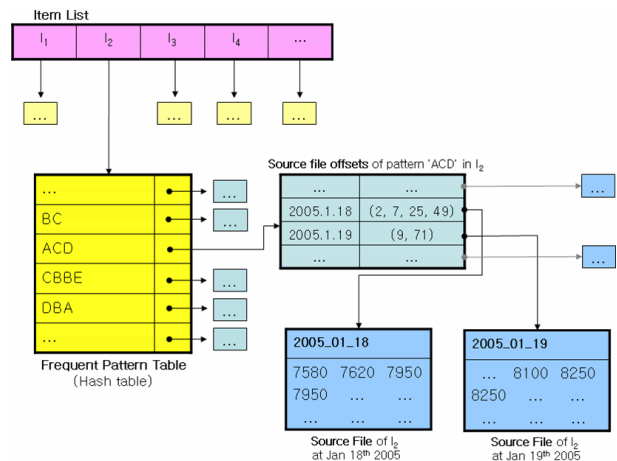 Item List
I1 I2 I3 I4 ...
... ... ... ... ...
Source file offsets of pattern 'ACD' in I2
... ...
... ... ... ...
BC ... 2005.1.18 (2, 7, 25, 49)
ACD 2005.1.19 (9, 71)
CBBE ... ... ... ...
DBA ...
... ...
Frequent Pattern Table
(Hash table)
2005_01_18
7580 7620 7950
7950 ... ...
... ... ...
Source File of I2
at Jan 18th 2005
2005_01_19
... 8100 8250
8250 ... ...
... ... ...
Source File of I2
at Jan 19th 2005